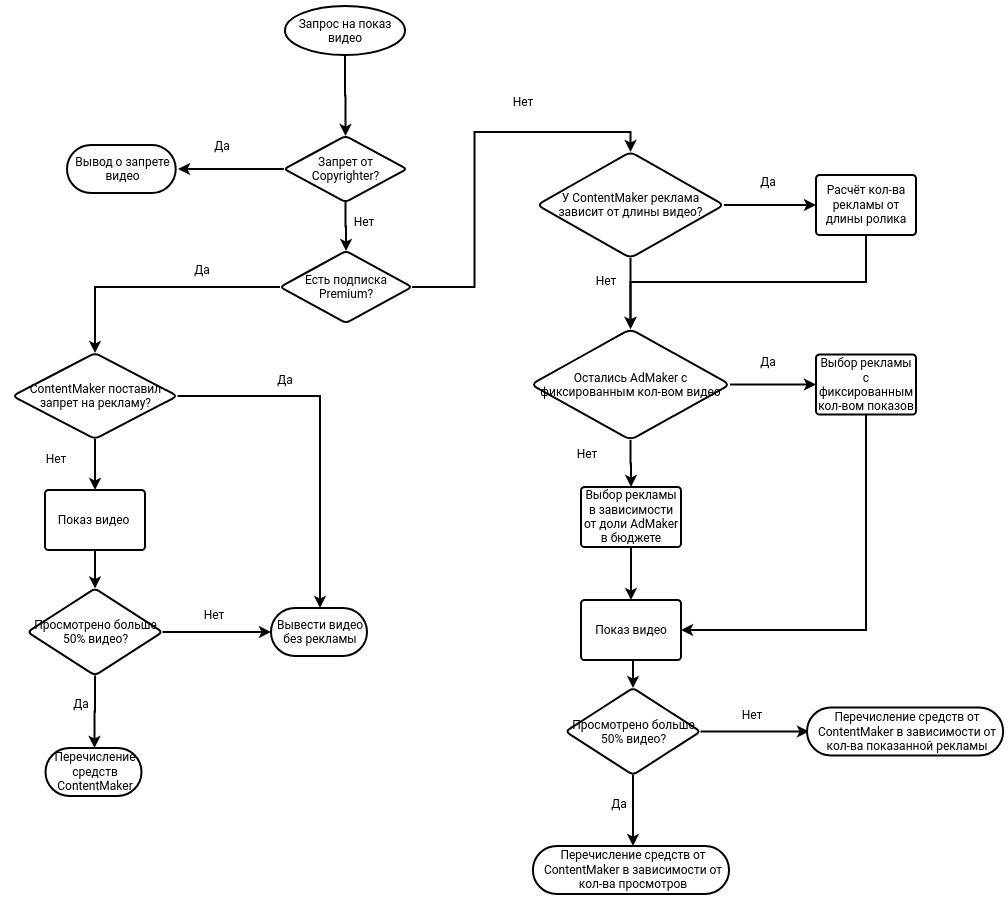 Запрос на показ
видео
Нет
Да
Вывод о запрете
видео
Запрет от
Copyrighter?
Нет
У ContentMaker реклама
зависит от длины видео?
Да
Расчёт кол-ва
рекламы от
длины ролика
Да
Есть подписка
Premium?
Нет
ContentMaker поставил
запрет на рекламу?
Да
Остались AdMaker с
фиксированным кол-вом видео
Да
Выбор рекламы
с
фиксированным
кол-вом показов
Нет
Нет
Показ видео
Выбор рекламы
в зависимости
от доли AdMaker
в бюджете
Просмотрено больше
50% видео?
Нет
Вывести видео
без рекламы
Показ видео
Да
Перечисление
средств
ContentMaker
Просмотрено больше
50% видео?
Нет
Перечисление средств от
ContentMaker в зависимости от
кол-ва показанной рекламы
Да
Перечисление средств от
ContentMaker в зависимости от
кол-ва просмотров